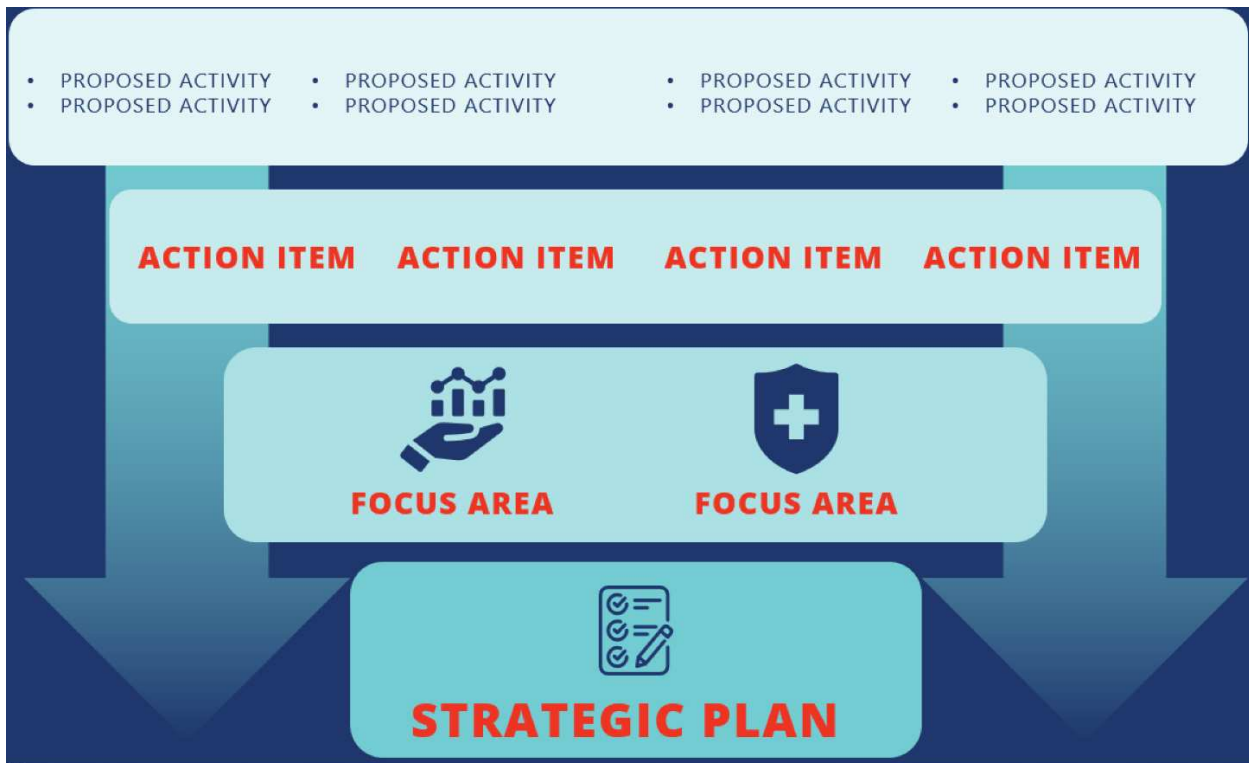 • PROPOSED ACTIVITY • PROPOSED ACTIVITY • PROPOSED ACTIVITY • PROPOSED ACTIVITY
• PROPOSED ACTIVITY • PROPOSED ACTIVITY • PROPOSED ACTIVITY • PROPOSED ACTIVITY
ACTION ITEM ACTION ITEM ACTION ITEM ACTION ITEM
FOCUS AREA FOCUS AREA
STRATEGIC PLAN